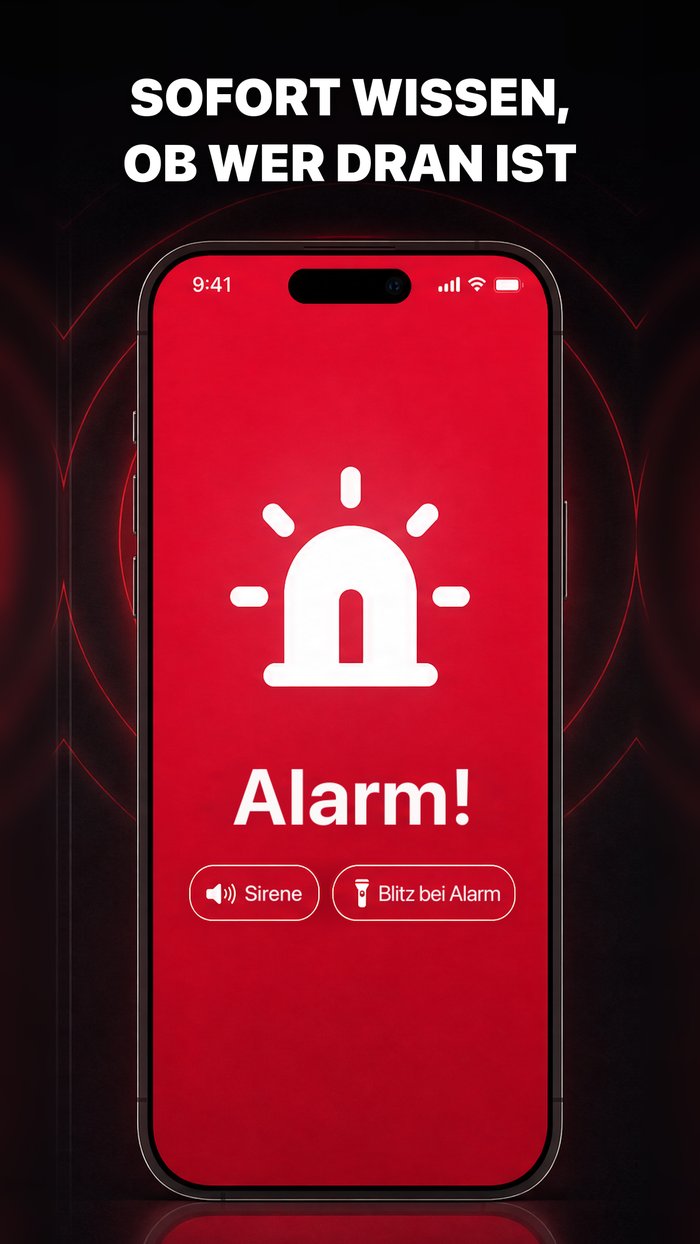 SOFORT WISSEN,
OB WER DRAN IST
9:41
Alarm!
Sirene
Blitz bei Alarm